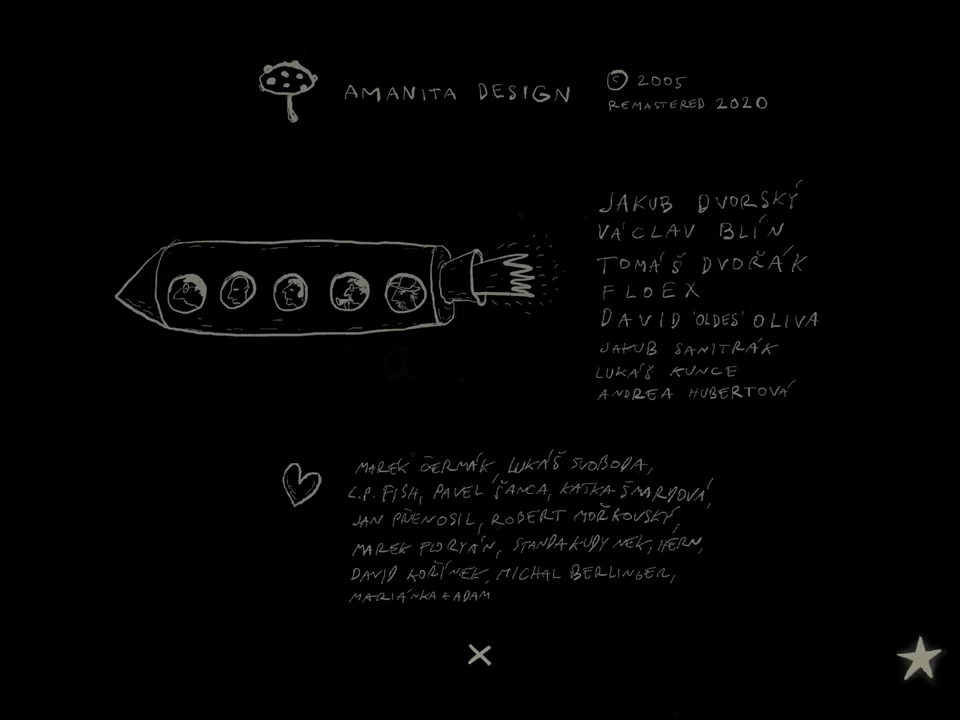 AMANITA DESIGN
© 2005
REMASTERED 2020
JAKUB DVORSKÝ
VÁCLAV BLÍN
TOMÁŠ DVOŘÁK
FLOEX
DAVID 'OLDES' OLIVA
JAKUB SANITRÁK
LUKÁŠ KUNCE
ANDREA HUBERTOVÁ
MAREK ČERMÁK, LUKÁŠ SVOBODA,
L.P. FISH, PAVEL ŠANCA, KATKA ŠMARDOVÁ,
JAN PŘENOSIL, ROBERT MOŘKOVSKÝ,
MAREK FLORYÁN, STANDA KUDYNEK, HÉRN,
DAVID KOŘÍNEK, MICHAL BERLINGER,
MARIÁNKA + ADAM